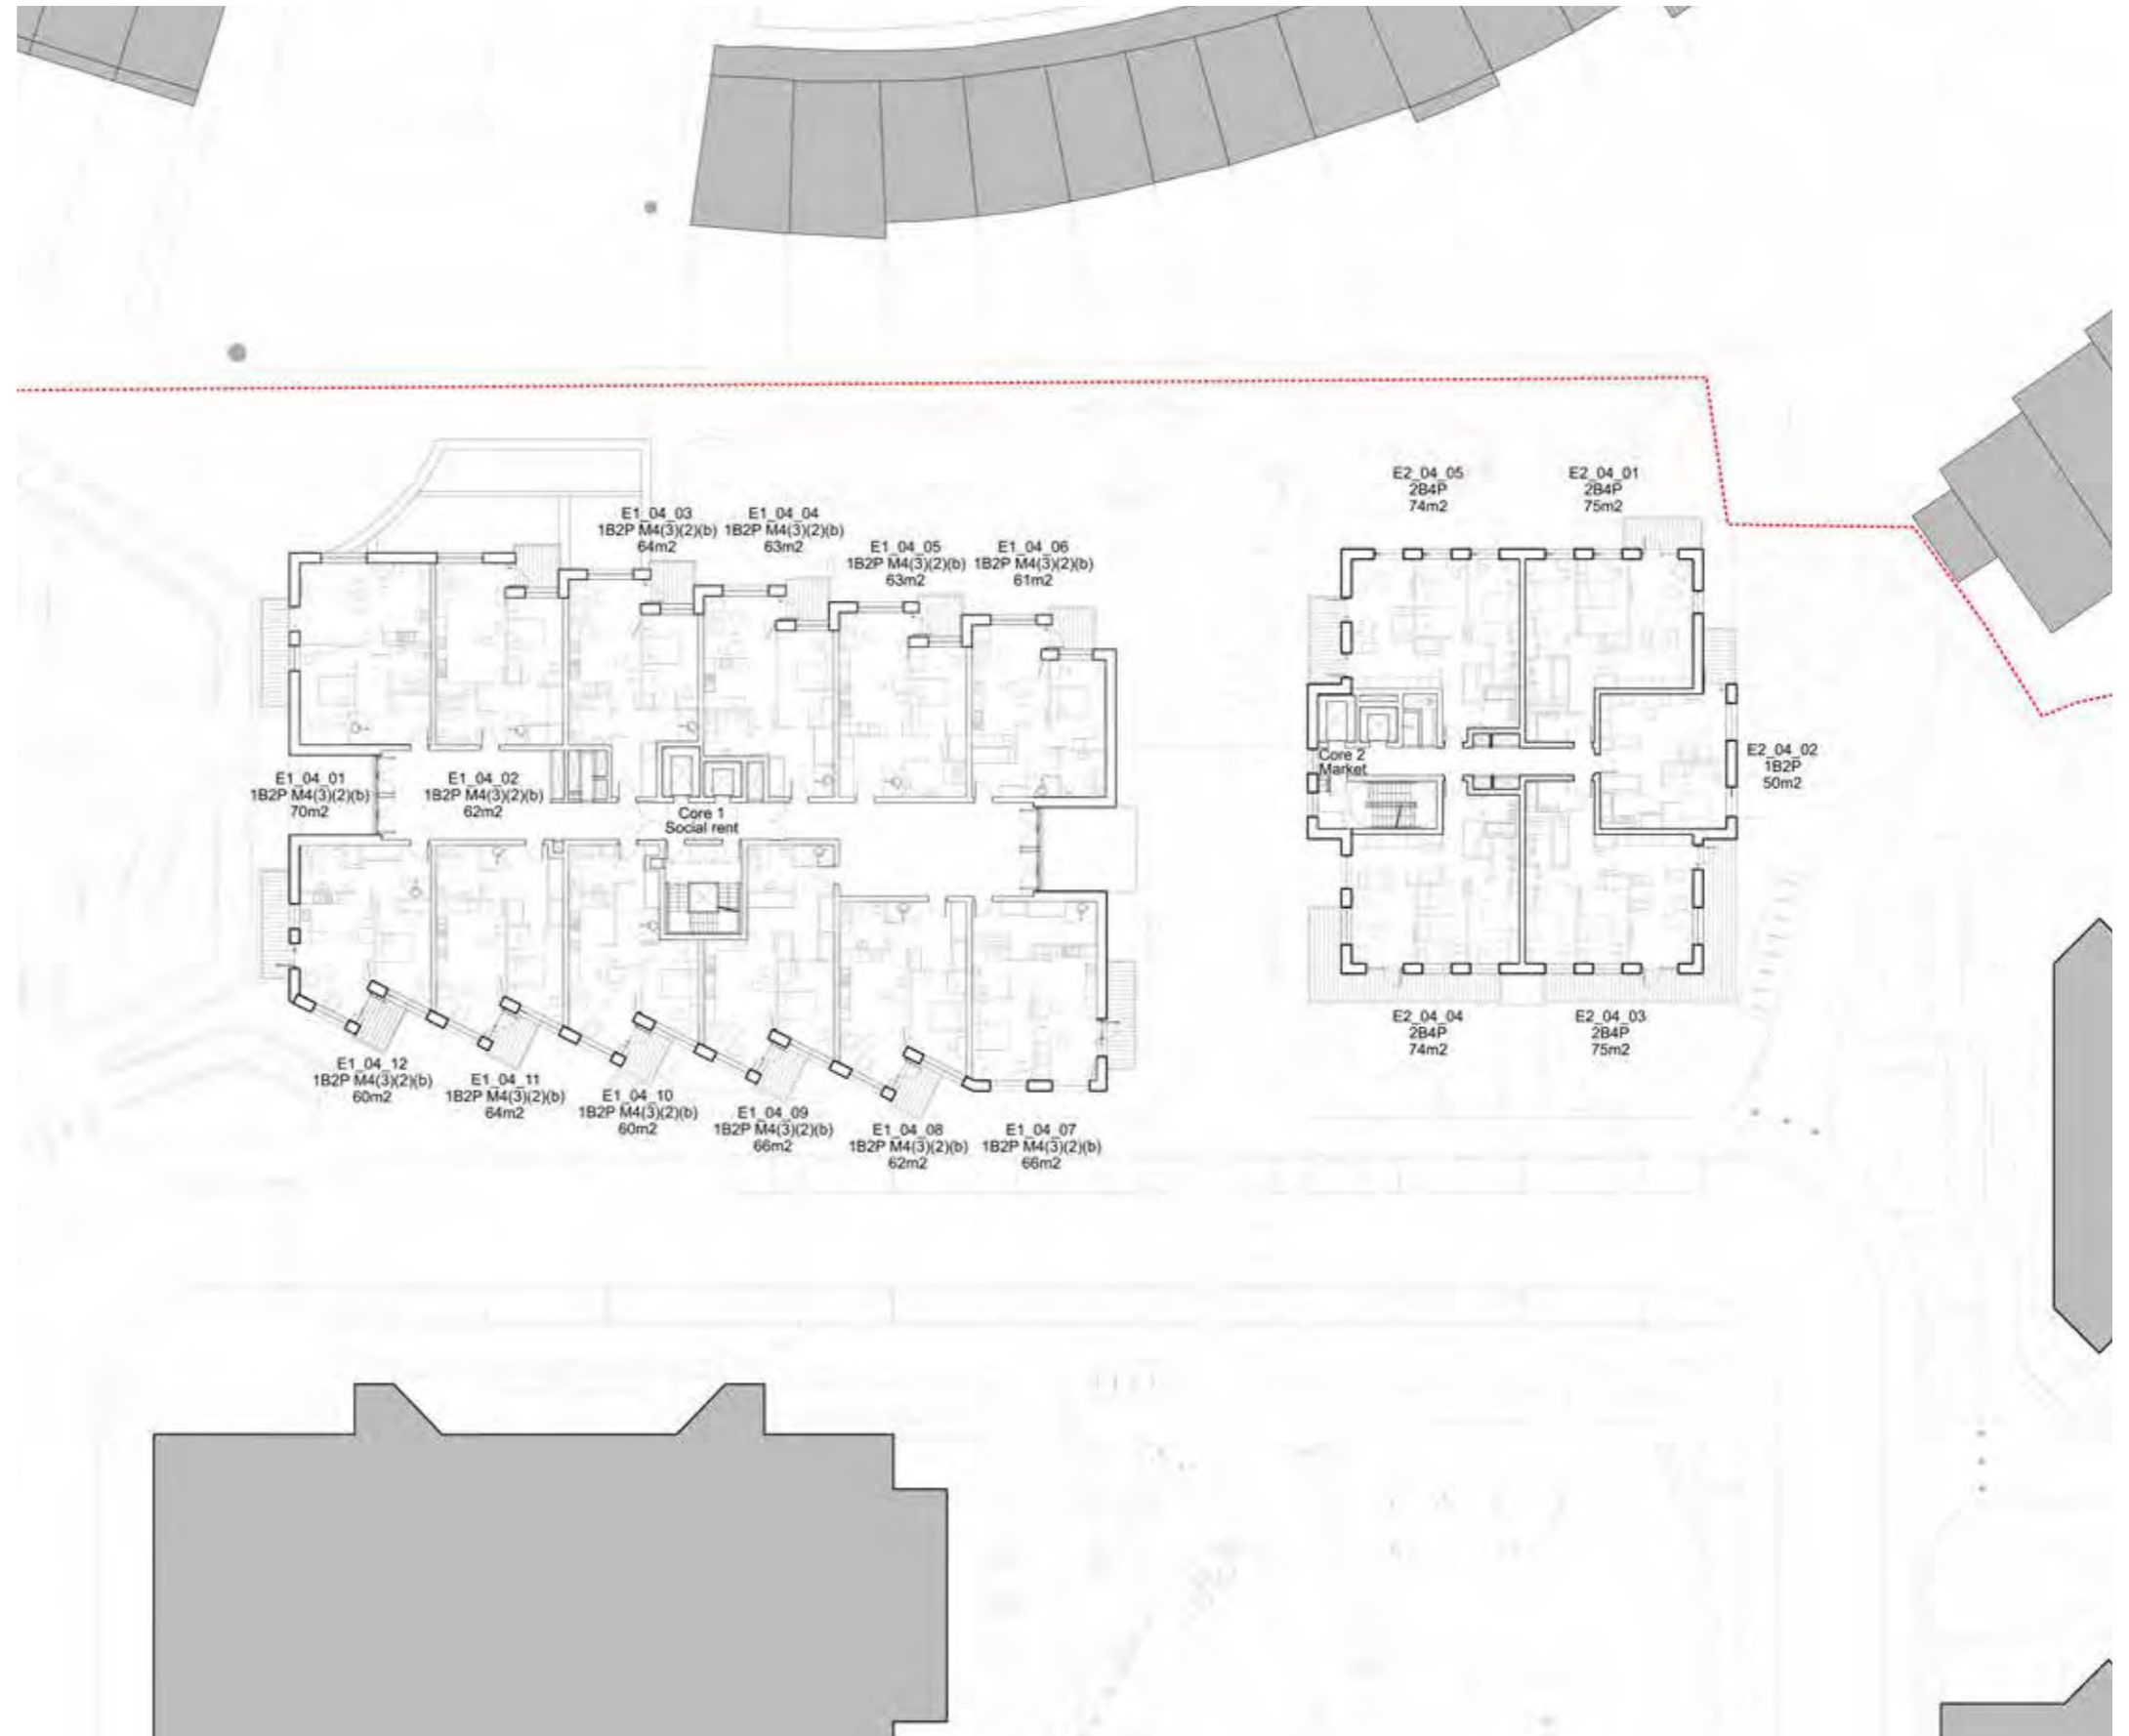 E2_04_05
2B4P
74m2
E2_04_01
2B4P
75m2
E1_04_03
1B2P M4(3)(2)(b)
64m2
E1_04_04
1B2P M4(3)(2)(b)
63m2
E1_04_05
1B2P M4(3)(2)(b)
63m2
E1_04_06
1B2P M4(3)(2)(b)
61m2
E1_04_01
1B2P M4(3)(2)(b)
70m2
E1_04_02
1B2P M4(3)(2)(b)
62m2
Core 1
Social rent
Core 2
Market
E2_04_02
1B2P
50m2
E2_04_04
2B4P
74m2
E2_04_03
2B4P
75m2
E1_04_12
1B2P M4(3)(2)(b)
60m2
E1_04_11
1B2P M4(3)(2)(b)
64m2
E1_04_10
1B2P M4(3)(2)(b)
60m2
E1_04_09
1B2P M4(3)(2)(b)
66m2
E1_04_08
1B2P M4(3)(2)(b)
62m2
E1_04_07
1B2P M4(3)(2)(b)
66m2